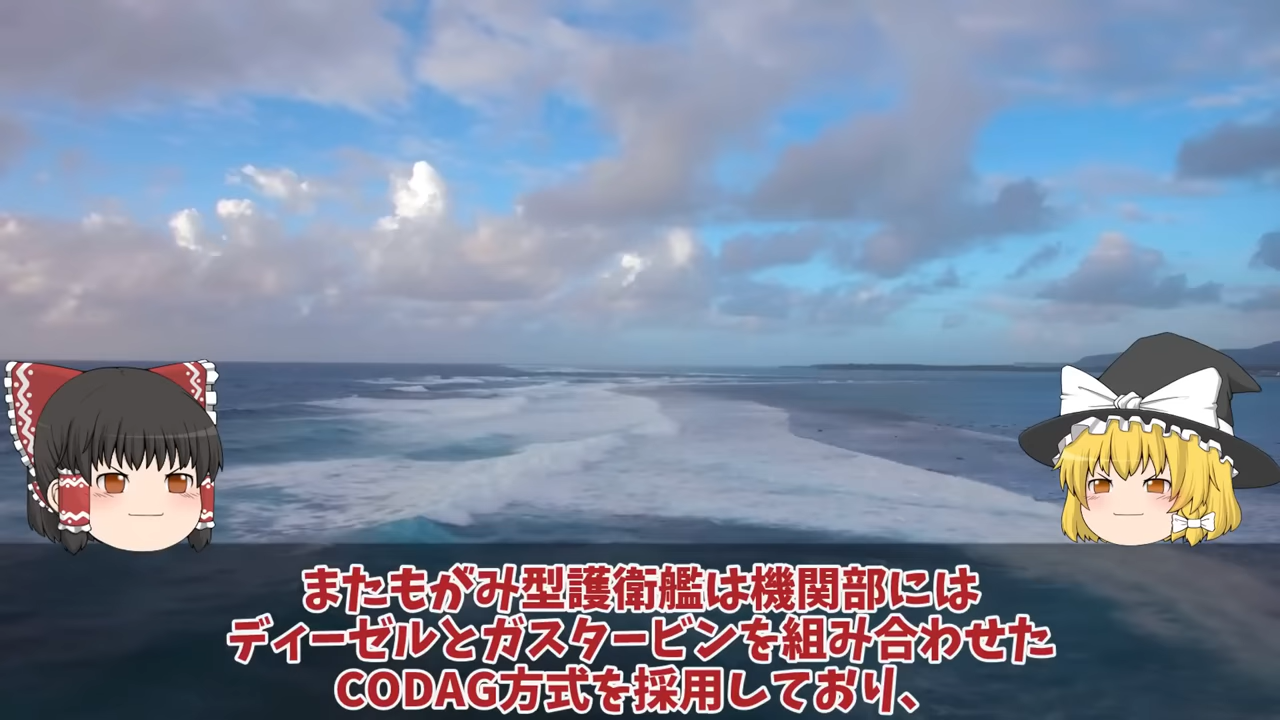 またもがみ型護衛艦は機関部には
ディーゼルとガスタービンを組み合わせた
CODAG方式を採用しており、